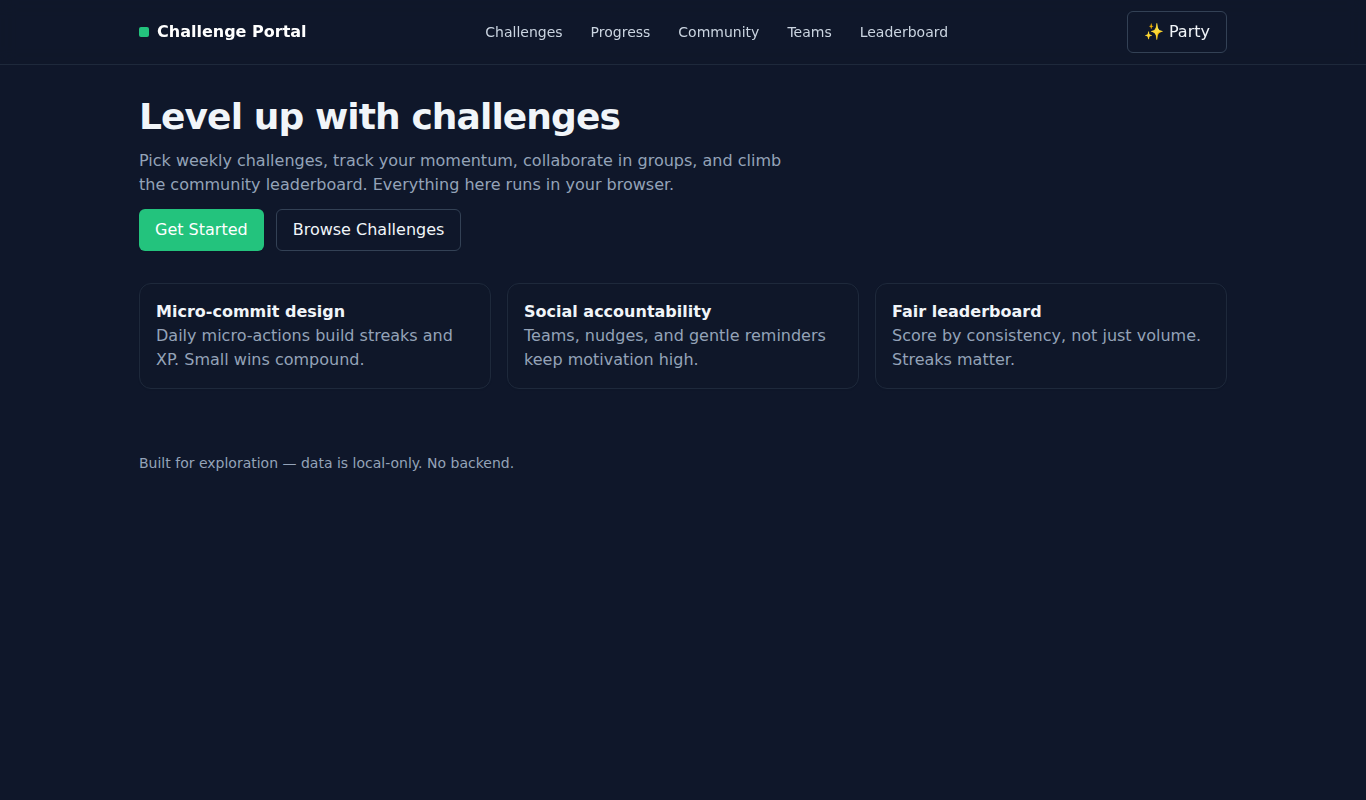 Challenge Portal
Challenges
Progress
Community
Teams
Leaderboard
✨ Party
Level up with challenges
Pick weekly challenges, track your momentum, collaborate in groups, and climb
the community leaderboard. Everything here runs in your browser.
Get Started
Browse Challenges
Micro-commit design
Daily micro-actions build streaks and
XP. Small wins compound.
Social accountability
Teams, nudges, and gentle reminders
keep motivation high.
Fair leaderboard
Score by consistency, not just volume.
Streaks matter.
Built for exploration — data is local-only. No backend.